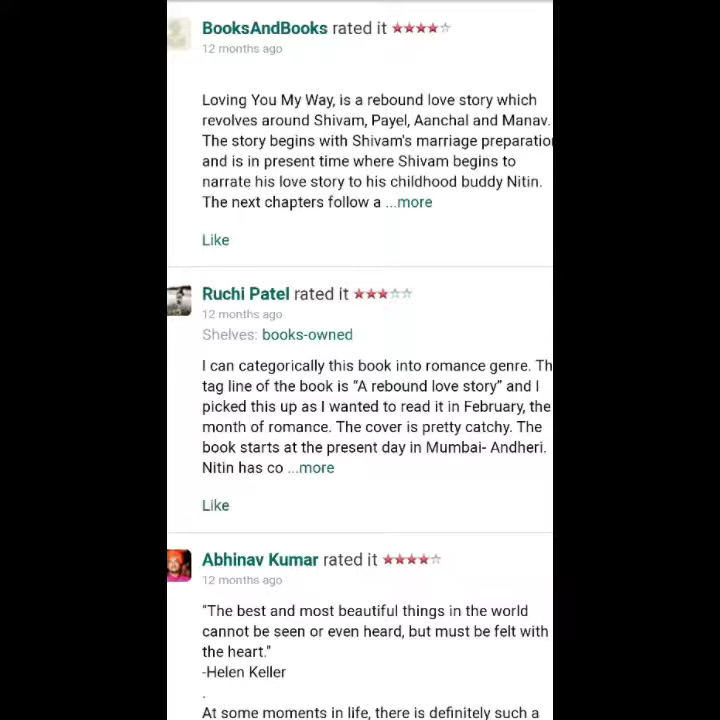 BooksAndBooks rated it
12 months ago
Loving You My Way, is a rebound love story which
revolves around Shivam, Payel, Aanchal and Manav.
The story begins with Shivam's marriage preparatio
and is in present time where Shivam begins to
narrate his love story to his childhood buddy Nitin.
The next chapters follow a ...more
Like
Ruchi Patel rated it
12 months ago
Shelves: books-owned
I can categorically this book into romance genre. Th
tag line of the book is "A rebound love story" and I
picked this up as I wanted to read it in February, the
month of romance. The cover is pretty catchy. The
book starts at the present day in Mumbai- Andheri.
Nitin has co ...more
Like
Abhinav Kumar rated it
12 months ago
"The best and most beautiful things in the world
cannot be seen or even heard, but must be felt with
the heart."
-Helen Keller
.
At some moments in life, there is definitely such a